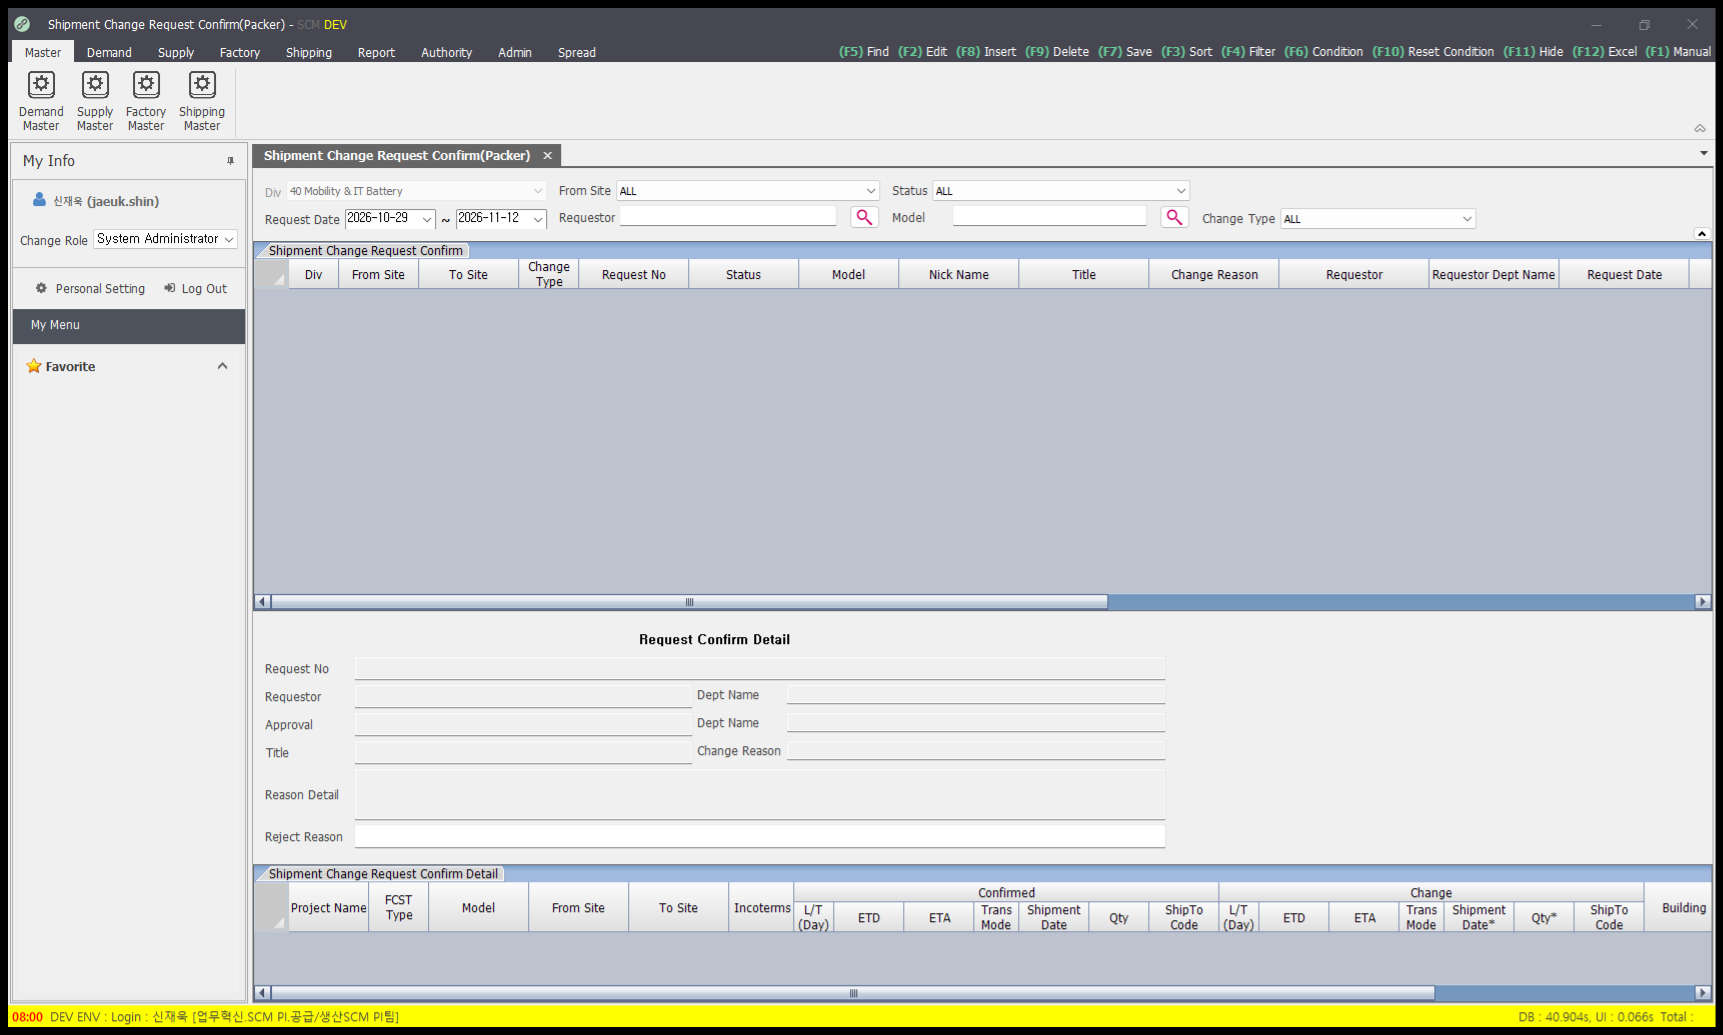 Shipment Change Request Confirm(Packer) - SCM DEV
Master Demand Supply Factory Shipping Report Authority Admin Spread (F5) Find (F2) Edit (F8) Insert (F9) Delete (F7) Save (F3) Sort (F4) Filter (F6) Condition (F10) Reset Condition (F11) Hide (F12) Excel (F1) Manual
Demand Master
Supply Master
Factory Master
Shipping Master
My Info
신재욱 (jaeuk.shin)
Change Role System Administrator
Personal Setting Log Out
My Menu
Favorite
Shipment Change Request Confirm(Packer)
Div 40 Mobility & IT Battery From Site ALL Status ALL
Request Date 2026-10-29 ~ 2026-11-12 Requestor Model Change Type ALL
Shipment Change Request Confirm
Div From Site To Site Change Type Request No Status Model Nick Name Title Change Reason Requestor Requestor Dept Name Request Date
Request Confirm Detail
Request No
Requestor Dept Name
Approval Dept Name
Title Change Reason
Reason Detail
Reject Reason
Shipment Change Request Confirm Detail
Project Name FCST Type Model From Site To Site Incoterms Confirmed Change Building
L/T (Day) ETD ETA Trans Mode Shipment Date Qty ShipTo Code L/T (Day) ETD ETA Trans Mode Shipment Date* Qty* ShipTo Code
08:00 DEV ENV : Login : 신재욱 [업무혁신.SCM PI.공급/생산SCM PI팀] DB : 40.904s, UI : 0.066s Total :